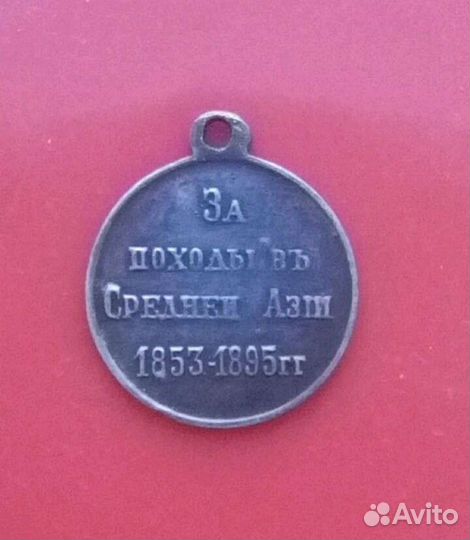 За
походы въ
Средней Азіи
1853-1895гг
Avito